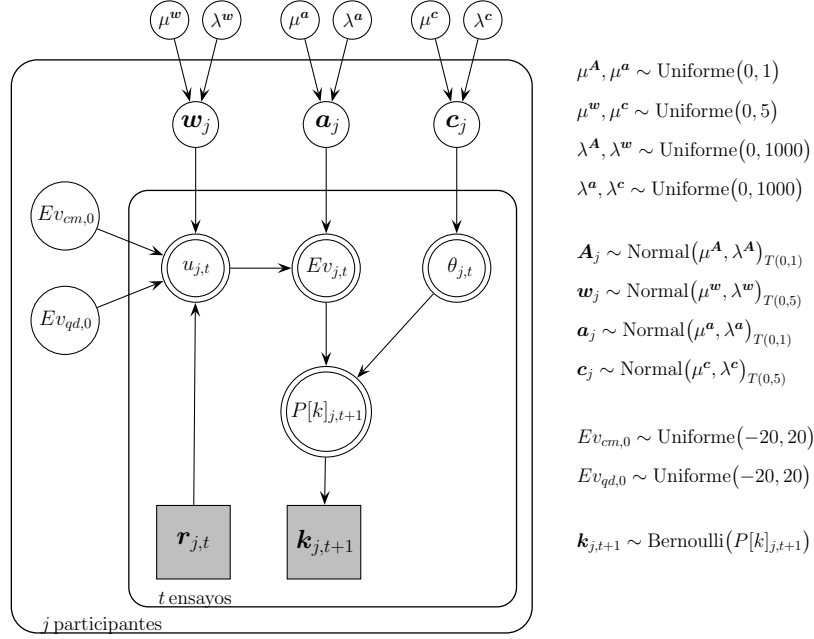 μ^w λ^w μ^a λ^a μ^c λ^c
w_j a_j c_j
Ev_{cm,0}
Ev_{qd,0}
u_{j,t} Ev_{j,t} θ_{j,t}
P[k]_{j,t+1}
r_{j,t} k_{j,t+1}
t ensayos
j participantes
μ^A, μ^a ∼ Uniforme(0, 1)
μ^w, μ^c ∼ Uniforme(0, 5)
λ^A, λ^w ∼ Uniforme(0, 1000)
λ^a, λ^c ∼ Uniforme(0, 1000)
A_j ∼ Normal(μ^A, λ^A)_{T(0,1)}
w_j ∼ Normal(μ^w, λ^w)_{T(0,5)}
a_j ∼ Normal(μ^a, λ^a)_{T(0,1)}
c_j ∼ Normal(μ^c, λ^c)_{T(0,5)}
Ev_{cm,0} ∼ Uniforme(−20, 20)
Ev_{qd,0} ∼ Uniforme(−20, 20)
k_{j,t+1} ∼ Bernoulli(P[k]_{j,t+1})